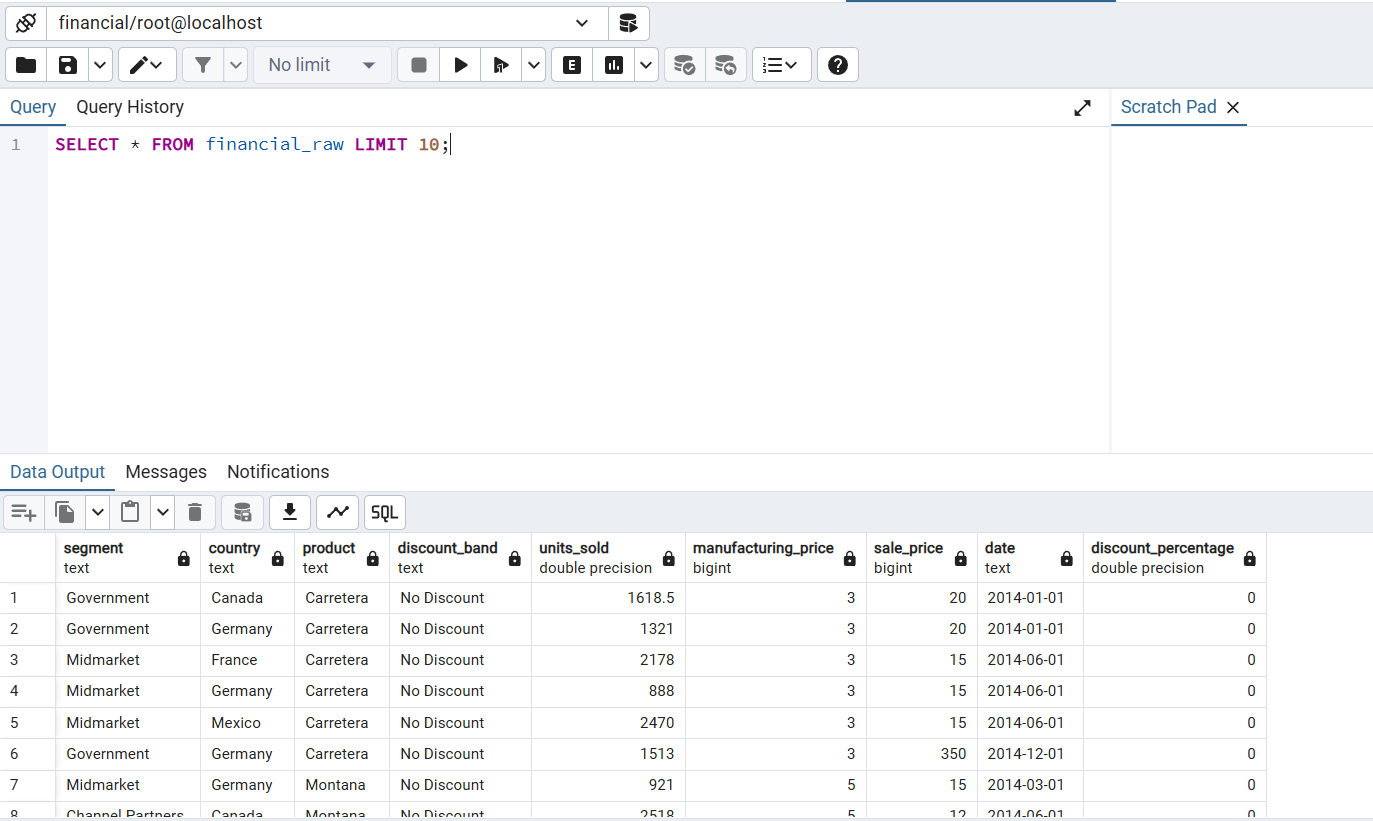 financial/root@localhost
No limit
E
Query Query History
Scratch Pad
1 SELECT * FROM financial_raw LIMIT 10;
Data Output Messages Notifications
SQL
segment country product discount_band units_sold manufacturing_price sale_price date discount_percentage
text text text text double precision bigint bigint text double precision
1 Government Canada Carretera No Discount 1618.5 3 20 2014-01-01 0
2 Government Germany Carretera No Discount 1321 3 20 2014-01-01 0
3 Midmarket France Carretera No Discount 2178 3 15 2014-06-01 0
4 Midmarket Germany Carretera No Discount 888 3 15 2014-06-01 0
5 Midmarket Mexico Carretera No Discount 2470 3 15 2014-06-01 0
6 Government Germany Carretera No Discount 1513 3 350 2014-12-01 0
7 Midmarket Germany Montana No Discount 921 5 15 2014-03-01 0
8 Channel Partners Canada Montana No Discount 2518 5 12 2014-06-01 0